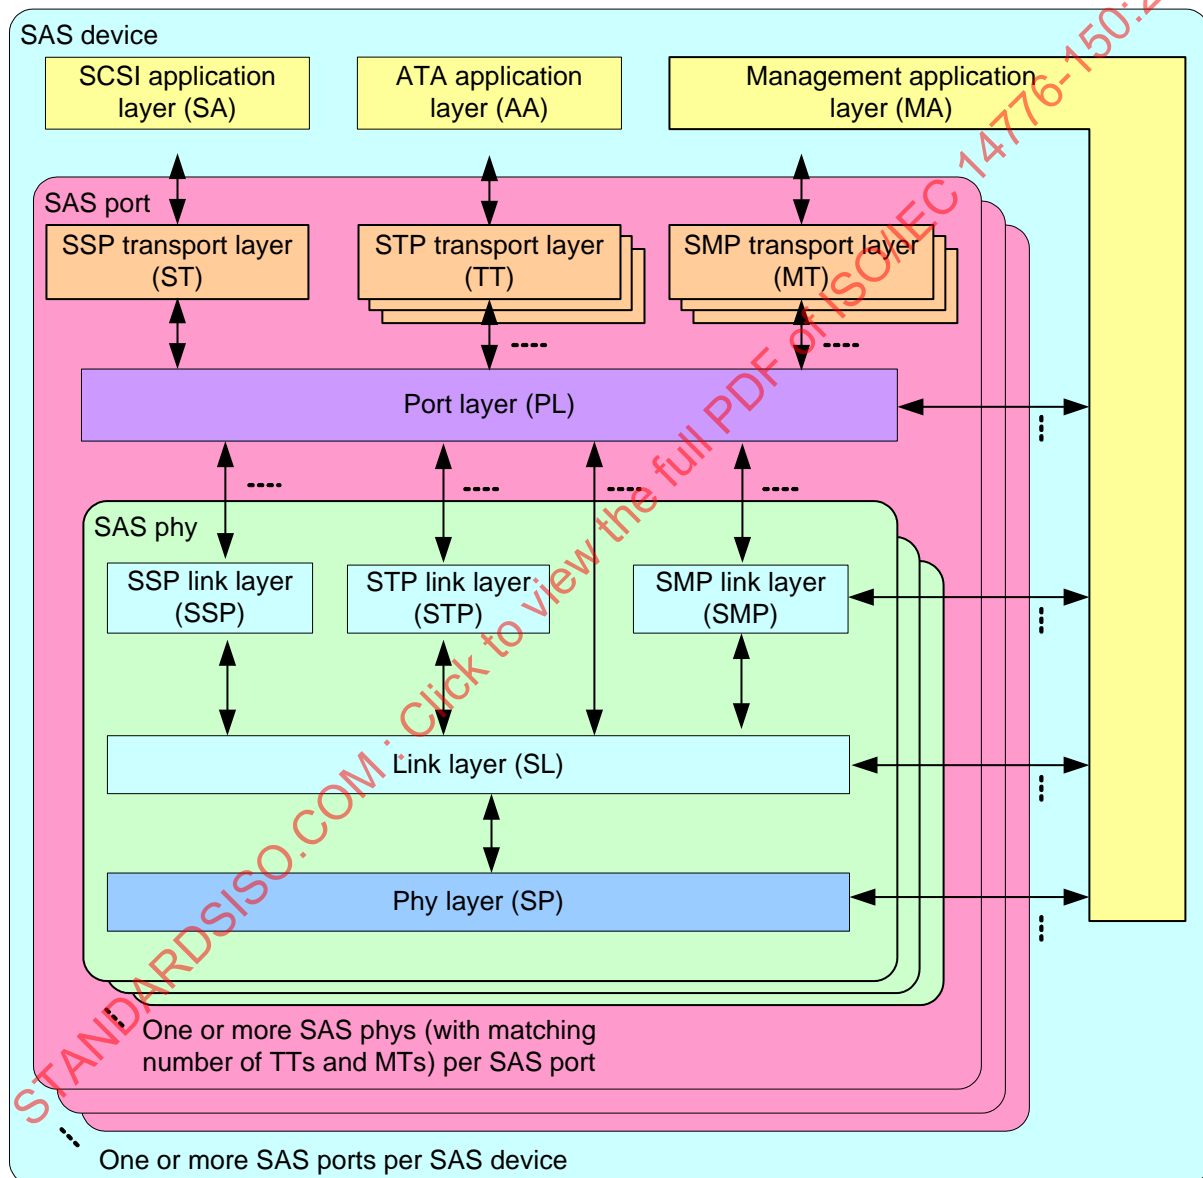 SAS device
SCSI application
layer (SA)
ATA application
layer (AA)
Management application
layer (MA)
SAS port
SSP transport layer
(ST)
STP transport layer
(TT)
SMP transport layer
(MT)
Port layer (PL)
SAS phy
SSP link layer
(SSP)
STP link layer
(STP)
SMP link layer
(SMP)
Link layer (SL)
Phy layer (SP)
One or more SAS phys (with matching
number of TTs and MTs) per SAS port
One or more SAS ports per SAS device
STANDARDSISO.COM : Click to view the full PDF of ISO/IEC 14776-150: